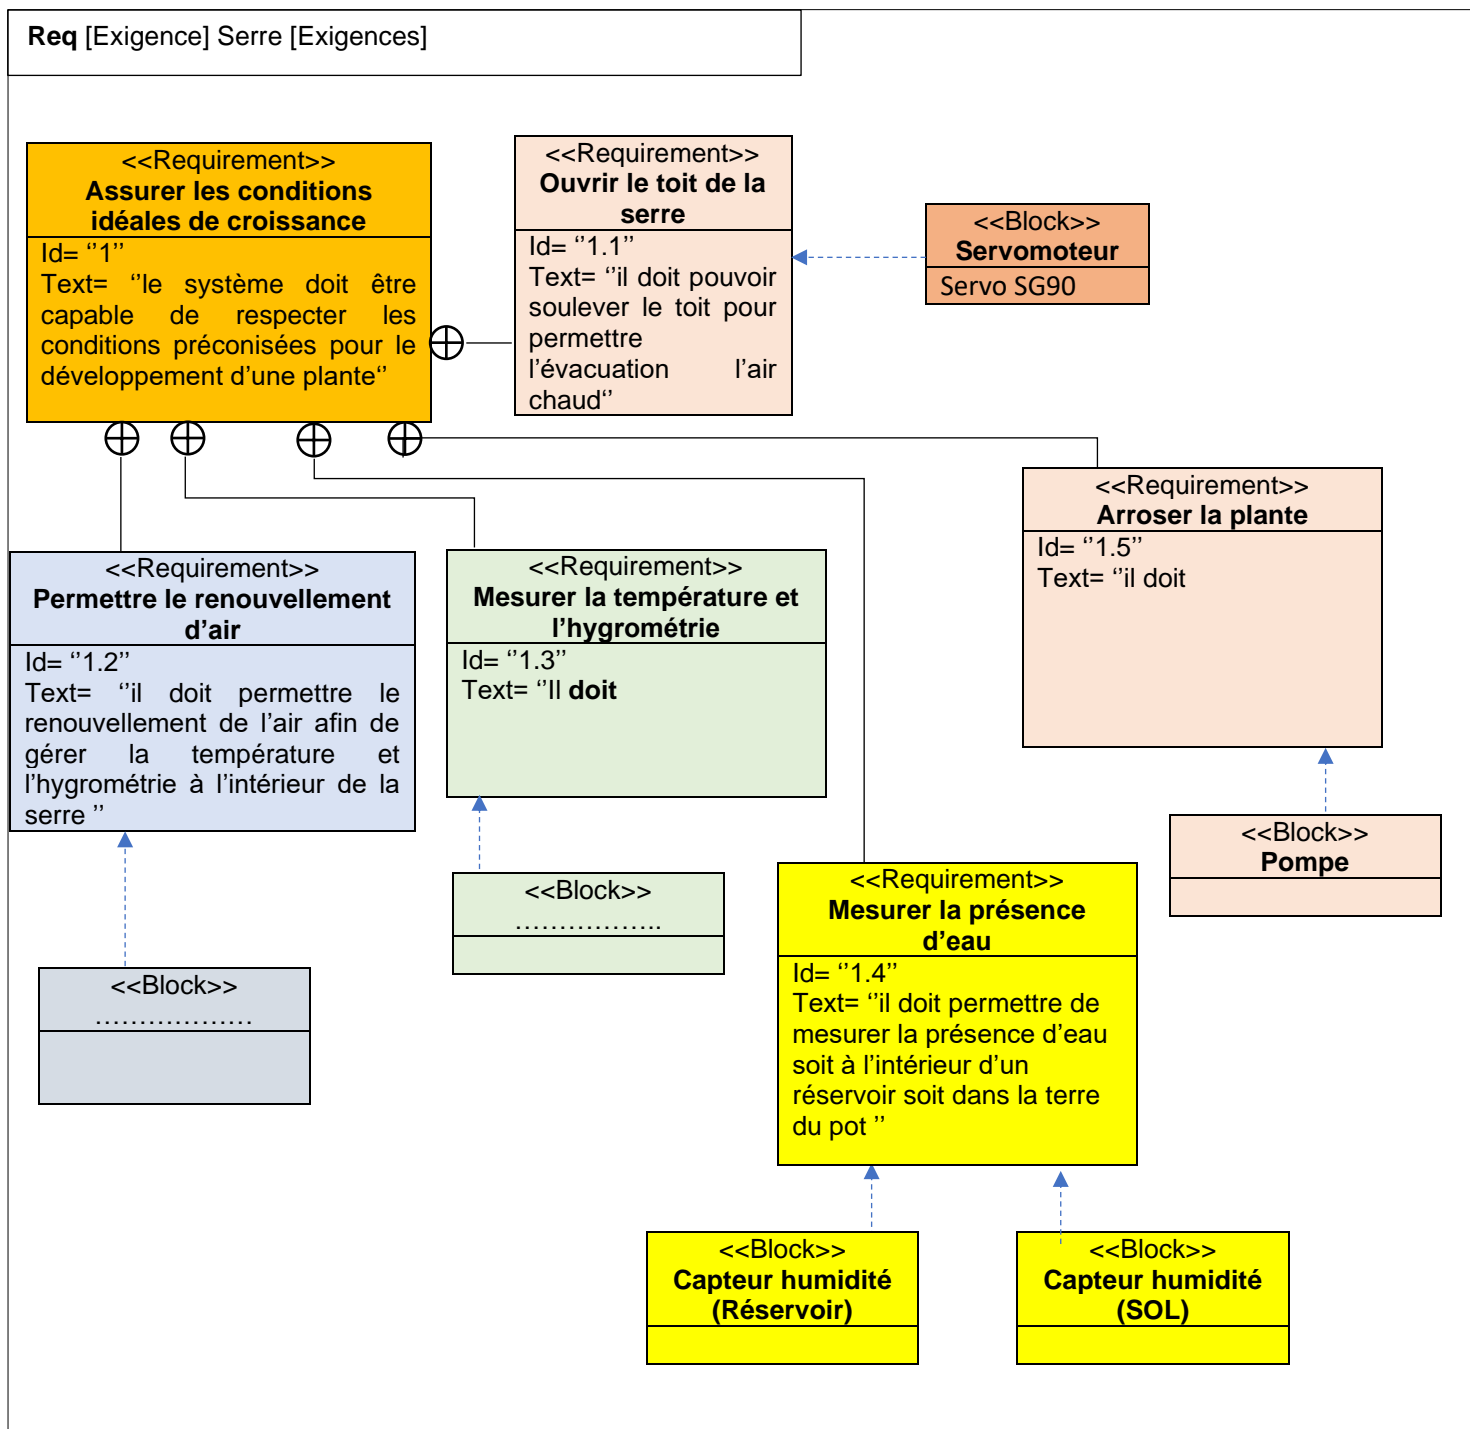 Req [Exigence] Serre [Exigences]
<<Requirement>>
Assurer les conditions
idéales de croissance
Id= ‘’1’’
Text= ‘’le système doit être
capable de respecter les
conditions préconisées pour le
développement d’une plante‘’
<<Requirement>>
Ouvrir le toit de la
serre
Id= ‘’1.1’’
Text= ‘’il doit pouvoir
soulever le toit pour
permettre
l’évacuation l’air
chaud‘’
<<Block>>
Servomoteur
Servo SG90
<<Requirement>>
Arroser la plante
Id= ‘’1.5’’
Text= ‘’il doit
<<Requirement>>
Permettre le renouvellement
d’air
Id= ‘’1.2’’
Text= ‘’il doit permettre le
renouvellement de l’air afin de
gérer la température et
l’hygrométrie à l’intérieur de la
serre ’’
<<Requirement>>
Mesurer la température et
l’hygrométrie
Id= ‘’1.3’’
Text= ‘’Il doit
<<Block>>
Pompe
<<Requirement>>
Mesurer la présence
d’eau
Id= ‘’1.4’’
Text= ‘’il doit permettre de
mesurer la présence d’eau
soit à l’intérieur d’un
réservoir soit dans la terre
du pot ’’
<<Block>>
……………..
<<Block>>
………………
<<Block>>
Capteur humidité
(Réservoir)
<<Block>>
Capteur humidité
(SOL)